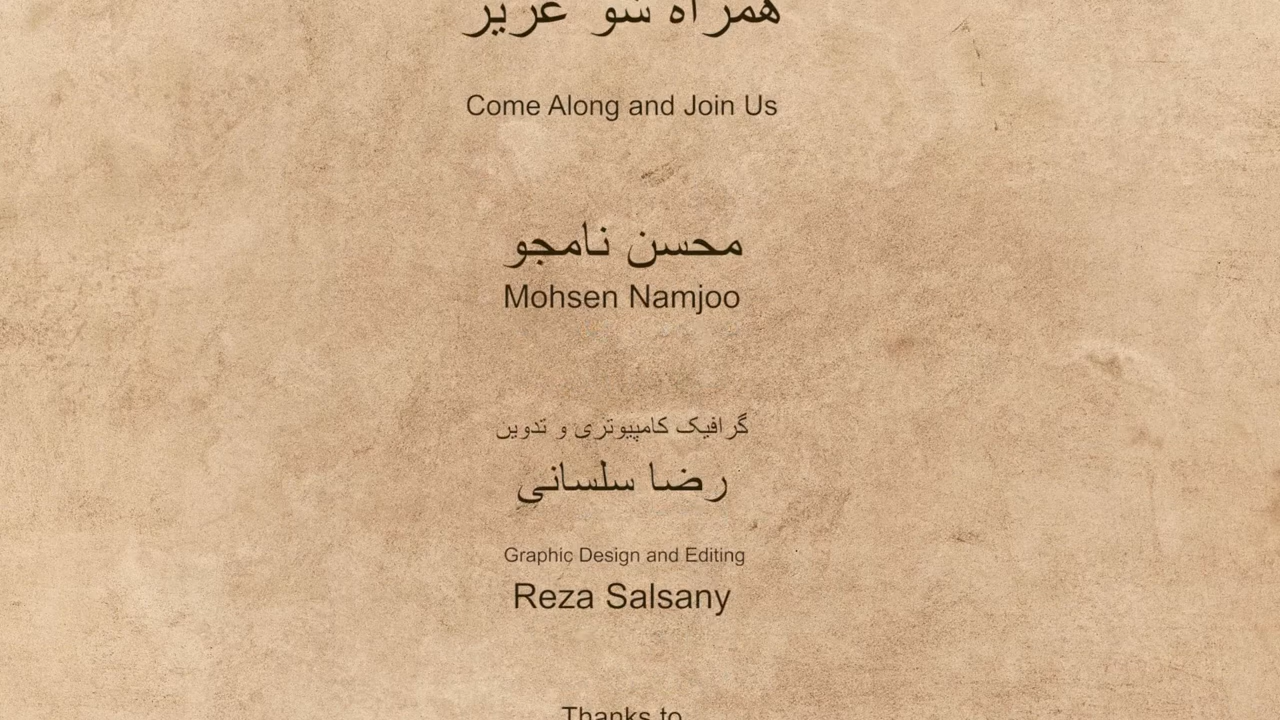 همراه شو عزیز
Come Along and Join Us
محسن نامجو
Mohsen Namjoo
گرافیک کامپیوتری و تدوین
رضا سلسانی
Graphic Design and Editing
Reza Salsany
Thanks to